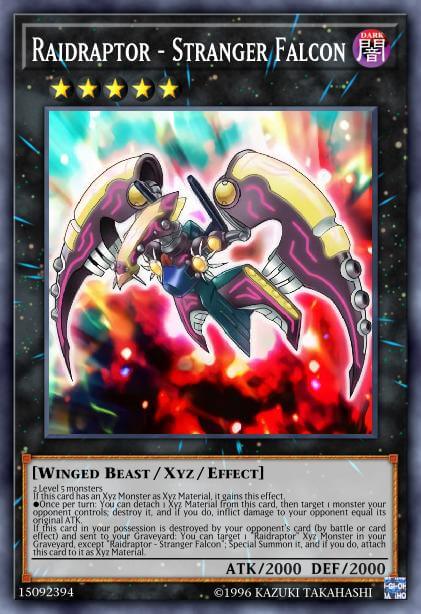 RAIDRAPTOR - STRANGER FALCON
DARK
闇
[WINGED BEAST / XYZ / EFFECT]
2 Level 5 monsters
If this card has an Xyz Monster as Xyz Material, it gains this effect.
●Once per turn: You can detach 1 Xyz Material from this card, then target 1 monster your
opponent controls; destroy it, and if you do, inflict damage to your opponent equal its
original ATK.
If this card in your possession is destroyed by your opponent's card (by battle or card
effect) and sent to your Graveyard: You can target 1 "Raidraptor" Xyz Monster in your
Graveyard, except "Raidraptor - Stranger Falcon"; Special Summon it, and if you do, attach
this card to it as Xyz Material.
ATK/2000 DEF/2000
15092394
©1996 KAZUKI TAKAHASHI